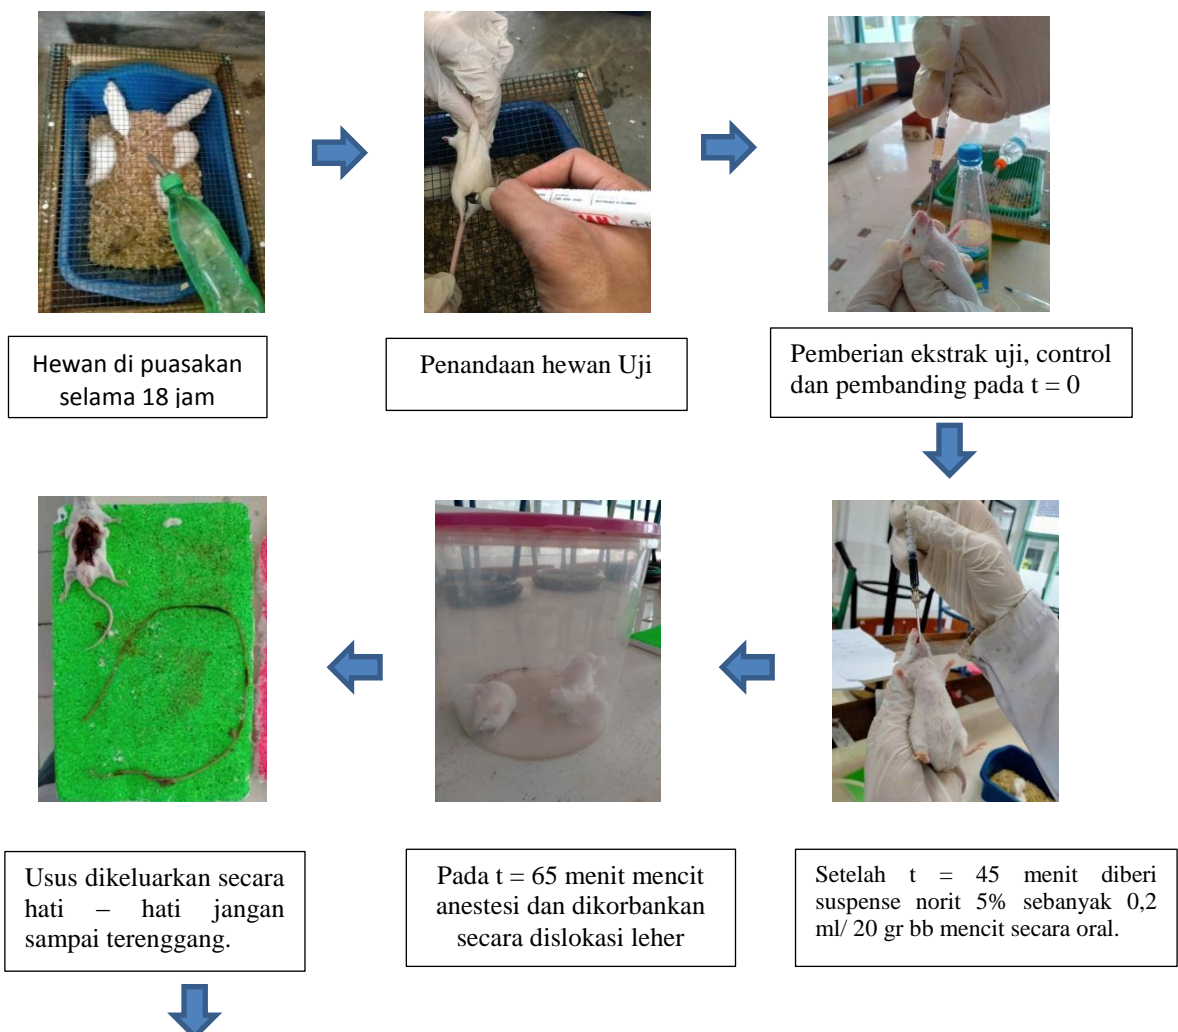 Hewan di puasakan
selama 18 jam
Penandaan hewan Uji
Pemberian ekstrak uji, control
dan pembanding pada t = 0
Setelah t = 45 menit diberi
suspense norit 5% sebanyak 0,2
ml/ 20 gr bb mencit secara oral.
Pada t = 65 menit mencit
anestesi dan dikorbankan
secara dislokasi leher
Usus dikeluarkan secara
hati – hati jangan
sampai terenggang.